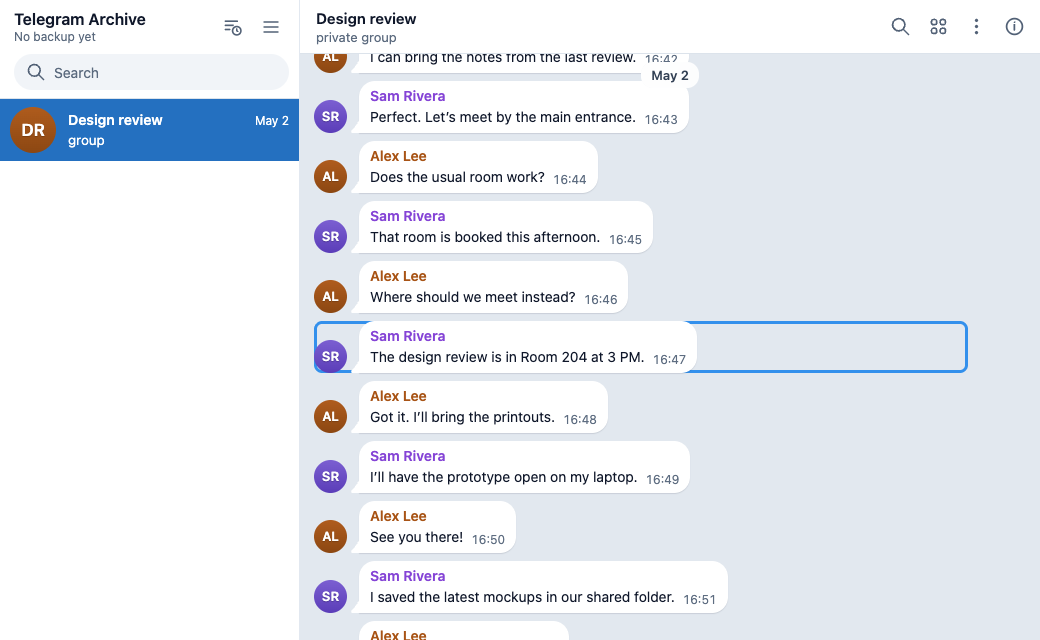 Telegram Archive
No backup yet
Search
DR
Design review
May 2
group
Design review
private group
AL
I can bring the notes from the last review. 16:42
May 2
Sam Rivera
SR
Perfect. Let’s meet by the main entrance. 16:43
Alex Lee
AL
Does the usual room work? 16:44
Sam Rivera
SR
That room is booked this afternoon. 16:45
Alex Lee
AL
Where should we meet instead? 16:46
Sam Rivera
SR
The design review is in Room 204 at 3 PM. 16:47
Alex Lee
AL
Got it. I’ll bring the printouts. 16:48
Sam Rivera
SR
I’ll have the prototype open on my laptop. 16:49
Alex Lee
AL
See you there! 16:50
Sam Rivera
SR
I saved the latest mockups in our shared folder. 16:51
Alex Lee